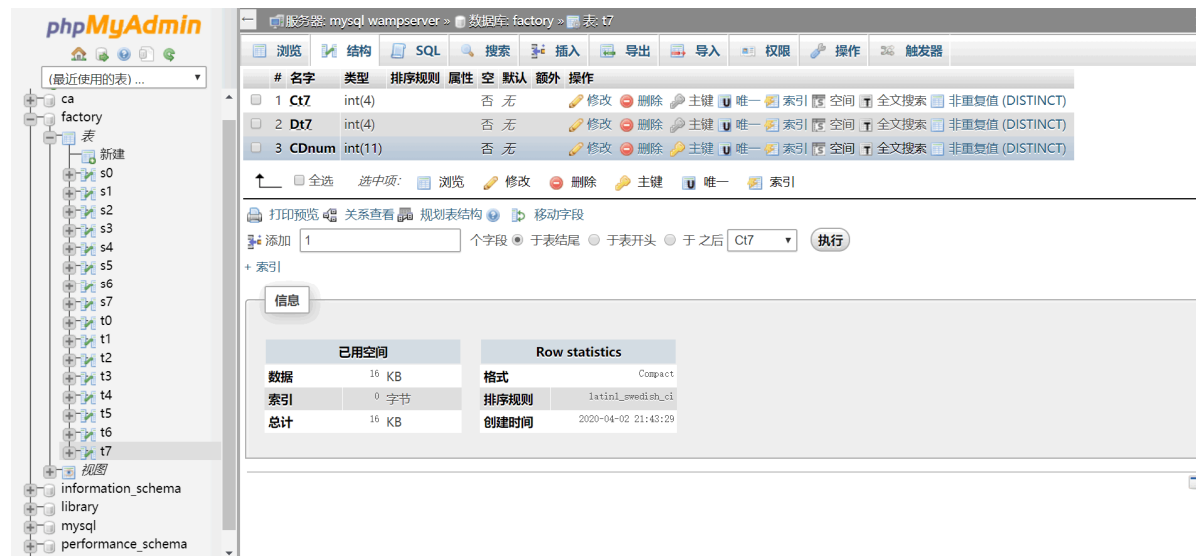 phpMyAdmin
(最近使用的表) ...
ca
factory
表
新建
s0
s1
s2
s3
s4
s5
s6
s7
t0
t1
t2
t3
t4
t5
t6
t7
视图
information_schema
library
mysql
performance_schema
服务器: mysql wampserver » 数据库: factory » 表: t7
浏览 结构 SQL 搜索 插入 导出 导入 权限 操作 触发器
# 名字 类型 排序规则 属性 空 默认 额外 操作
1 Ct7 int(4) 否 无 修改 删除 主键 唯一 索引 空间 全文搜索 非重复值 (DISTINCT)
2 Dt7 int(4) 否 无 修改 删除 主键 唯一 索引 空间 全文搜索 非重复值 (DISTINCT)
3 CDnum int(11) 否 无 修改 删除 主键 唯一 索引 空间 全文搜索 非重复值 (DISTINCT)
全选 选中项: 浏览 修改 删除 主键 唯一 索引
打印预览 关系查看 规划表结构 移动字段
添加 1 个字段 于表结尾 于表开头 于 之后 Ct7 执行
+ 索引
信息
已用空间
数据 16 KB
索引 0 字节
总计 16 KB
Row statistics
格式 Compact
排序规则 latin1_swedish_ci
创建时间 2020-04-02 21:43:29